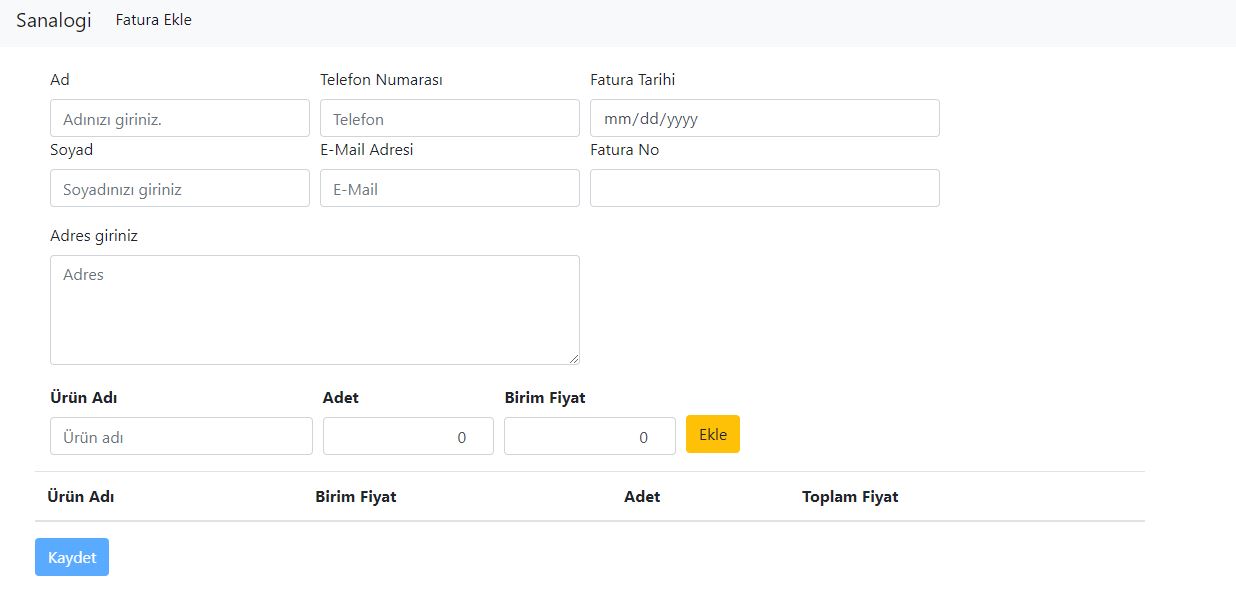 Sanalogi Fatura Ekle
Ad Telefon Numarası Fatura Tarihi
Adınızı giriniz. Telefon mm/dd/yyyy
Soyad E-Mail Adresi Fatura No
Soyadınızı giriniz E-Mail
Adres giriniz
Adres
Ürün Adı Adet Birim Fiyat
Ürün adı 0 0 Ekle
Ürün Adı Birim Fiyat Adet Toplam Fiyat
Kaydet